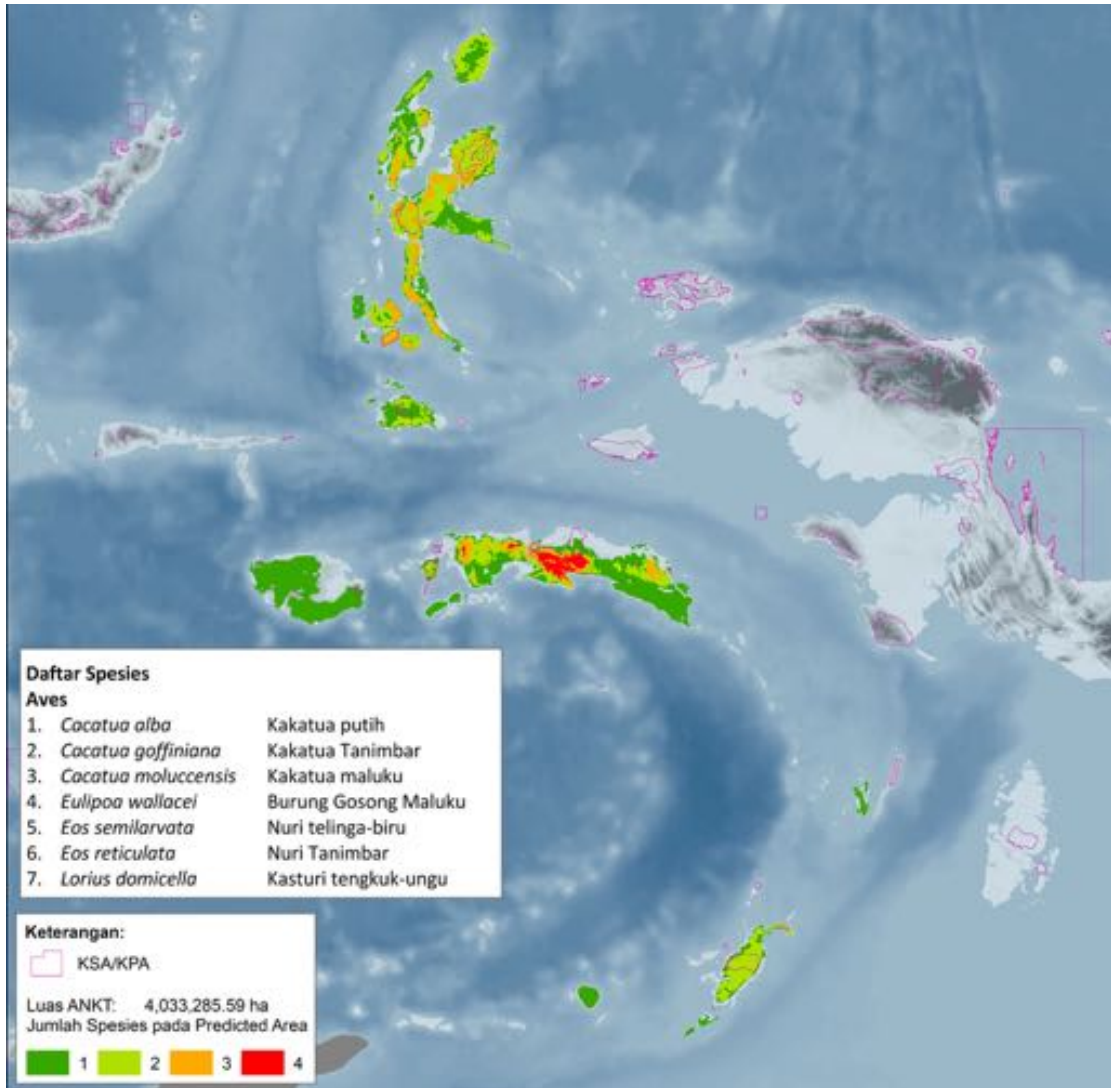 Daftar Spesies
Aves
1. Cacatua alba Kakatua putih
2. Cacatua goffiniana Kakatua Tanimbar
3. Cacatua moluccensis Kakatua maluku
4. Eulipoa wallacei Burung Gosong Maluku
5. Eos semilarvata Nuri telinga-biru
6. Eos reticulata Nuri Tanimbar
7. Lorius domicella Kasturi tengkuk-ungu
Keterangan:
KSA/KPA
Luas ANKT: 4,033,285.59 ha
Jumlah Spesies pada Predicted Area
1 2 3 4